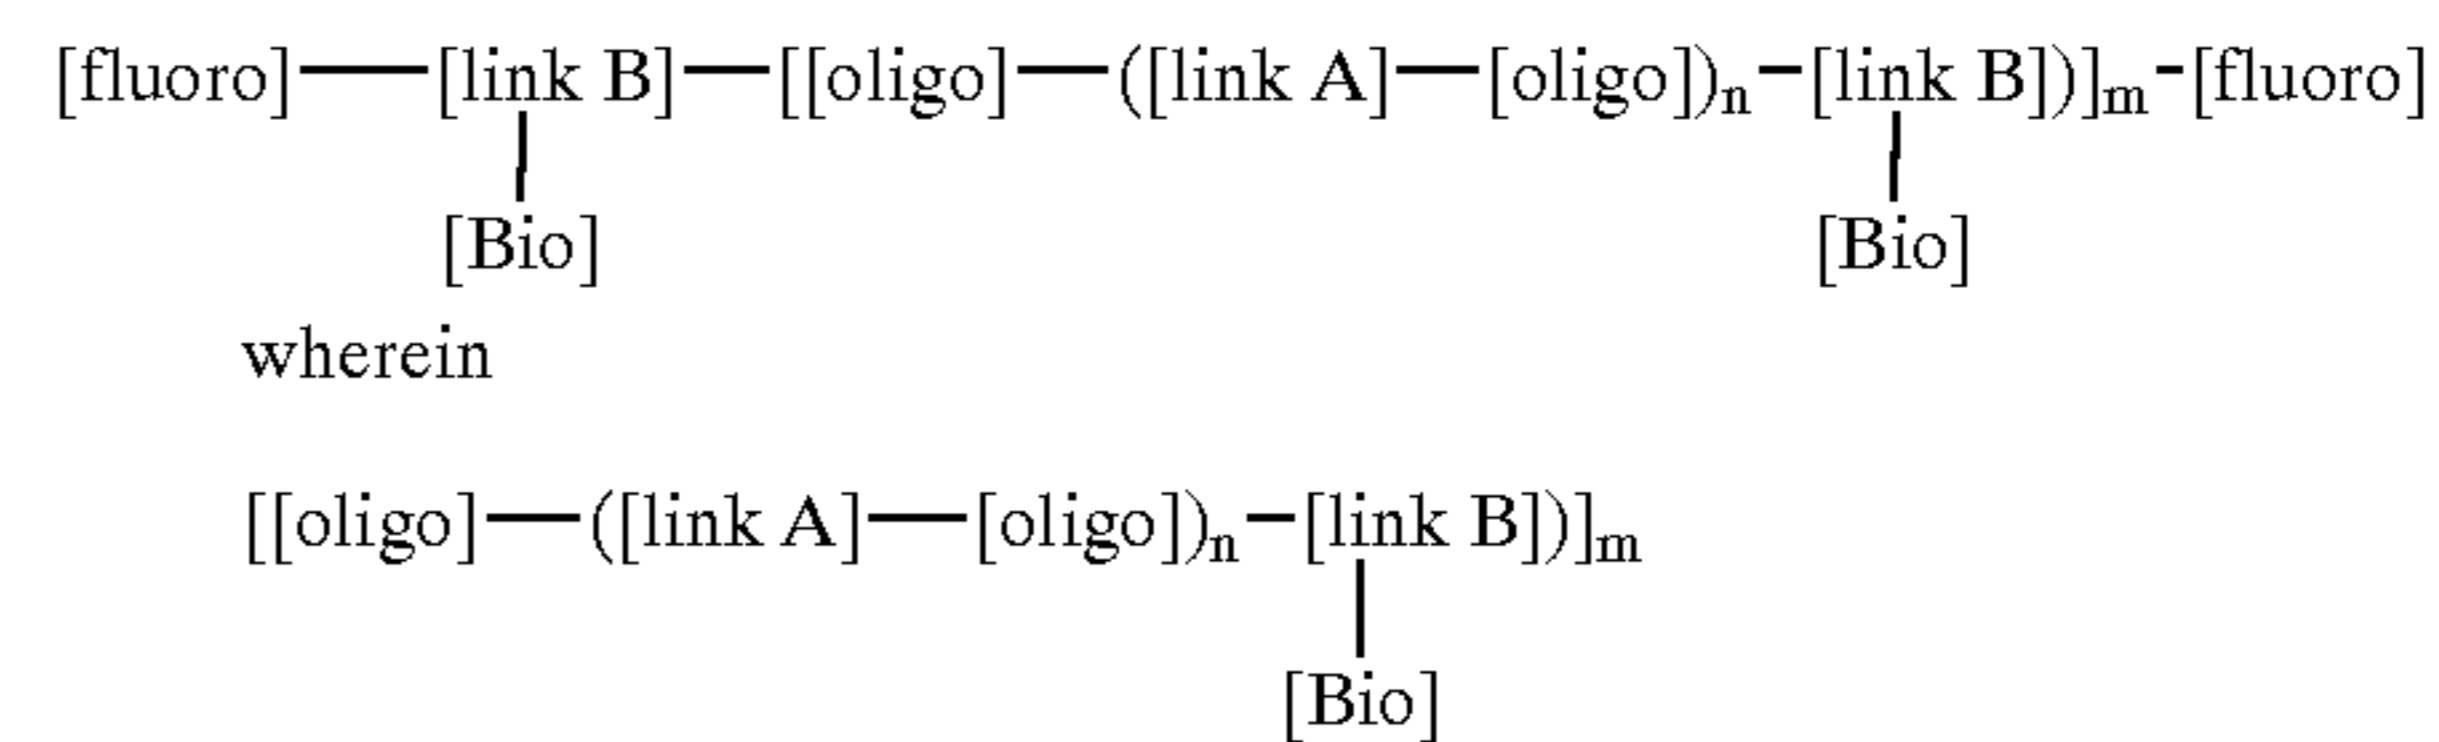 [fluoro]—[link B]—[[oligo]—([link A]—[oligo])n–[link B])]m-[fluoro]
[Bio] [Bio]
wherein
[[oligo]—([link A]—[oligo])n–[link B])]m
[Bio]